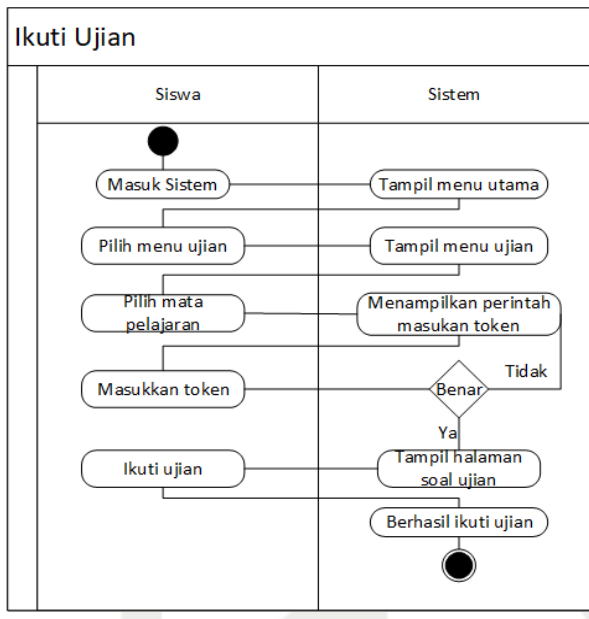 Ikuti Ujian
Siswa
Sistem
Masuk Sistem
Tampil menu utama
Pilih menu ujian
Tampil menu ujian
Pilih mata
pelajaran
Menampilkan perintah
masukan token
Masukkan token
Benar
Tidak
Ya
Ikuti ujian
Tampil halaman
soal ujian
Berhasil ikuti ujian